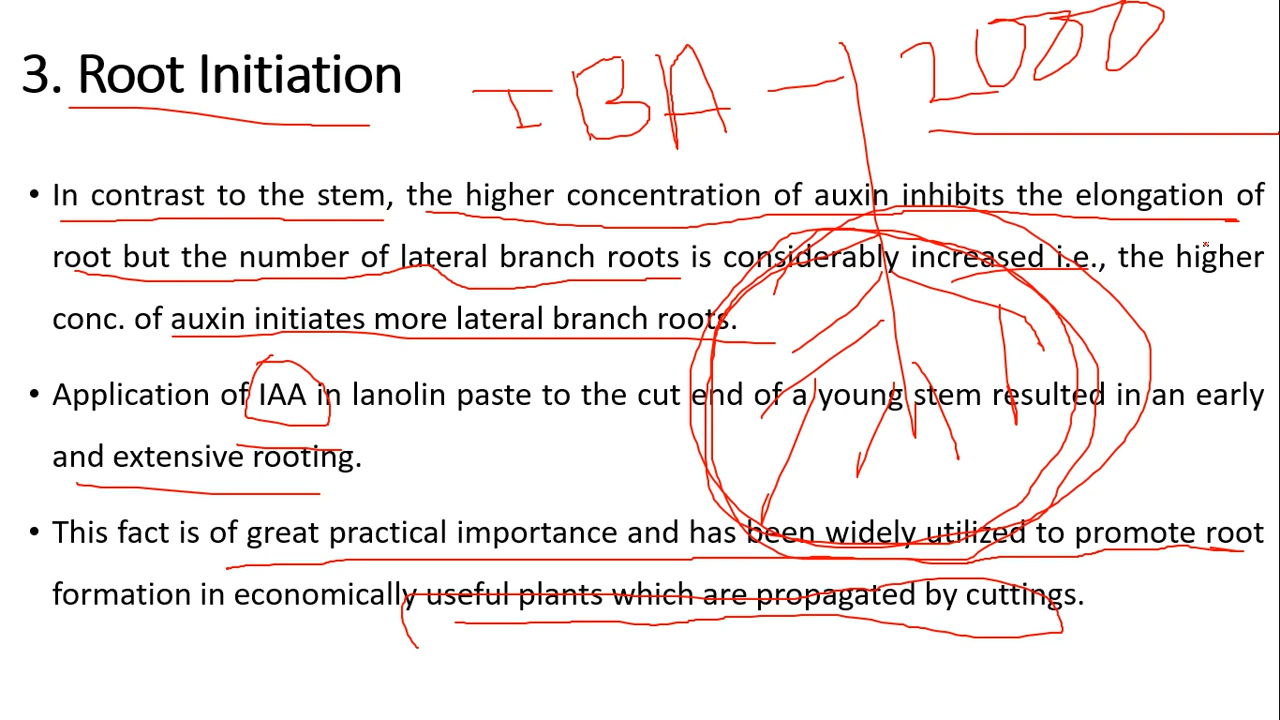 3. Root Initiation
IBA - 2000
• In contrast to the stem, the higher concentration of auxin inhibits the elongation of
root but the number of lateral branch roots is considerably increased i.e., the higher
conc. of auxin initiates more lateral branch roots.
• Application of IAA in lanolin paste to the cut end of a young stem resulted in an early
and extensive rooting.
• This fact is of great practical importance and has been widely utilized to promote root
formation in economically useful plants which are propagated by cuttings.